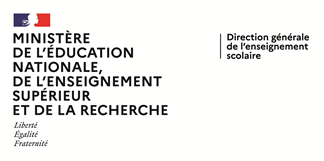 MINISTÈRE
DE L'ÉDUCATION
NATIONALE,
DE L'ENSEIGNEMENT
SUPÉRIEUR
ET DE LA RECHERCHE
Liberté
Égalité
Fraternité
Direction générale
de l'enseignement
scolaire